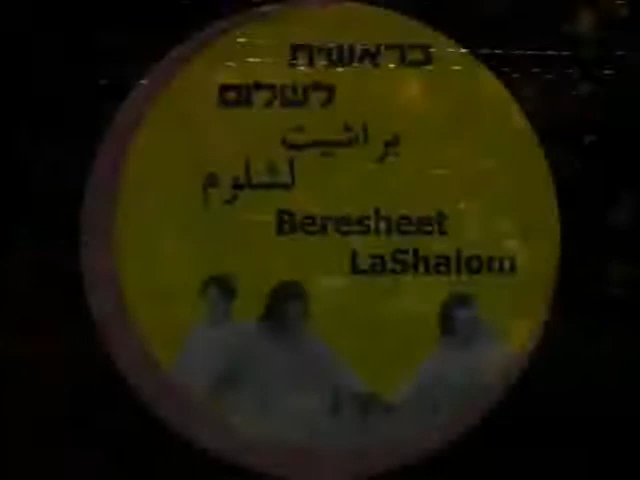 בראשית
לשלום
براشيت
لشلوم
Beresheet
LaShalom